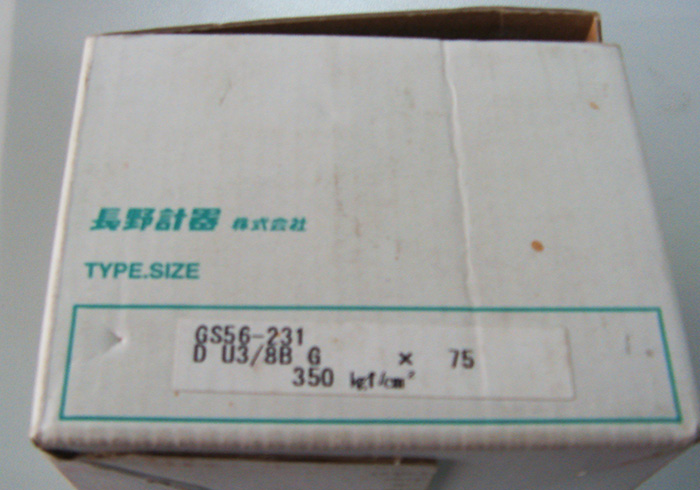 長野計器 株式会社
TYPE.SIZE
GS56-231
D U3/8B G × 75
350 kgf/cm²